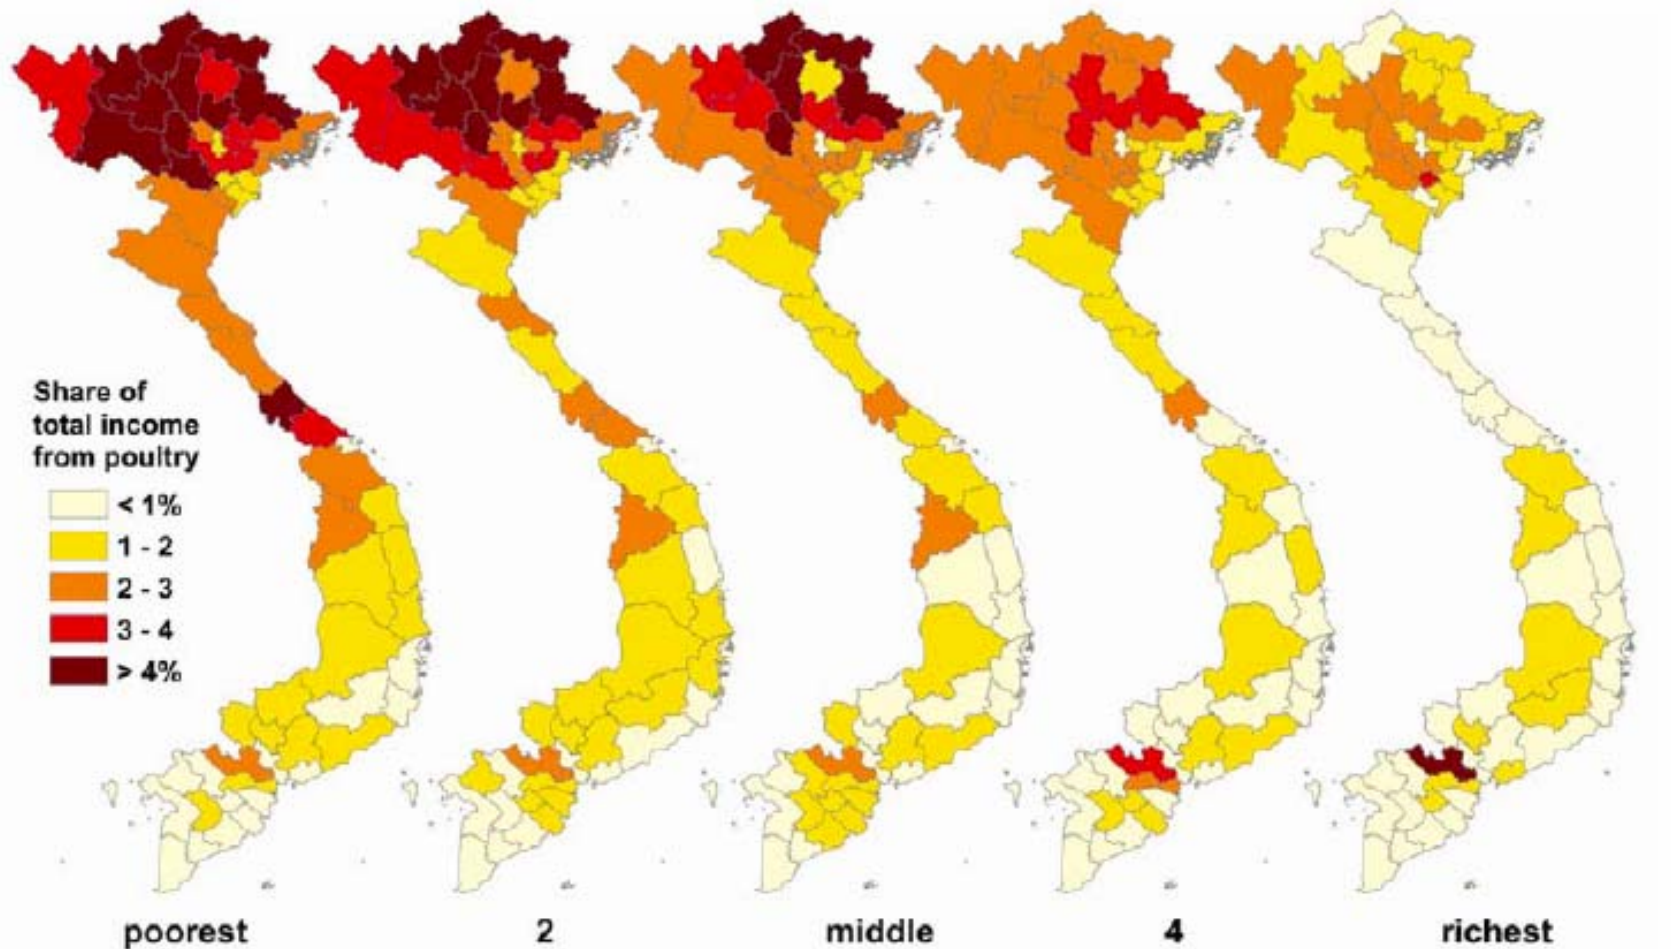 Share of
total income
from poultry
< 1%
1 - 2
2 - 3
3 - 4
> 4%
poorest
2
middle
4
richest